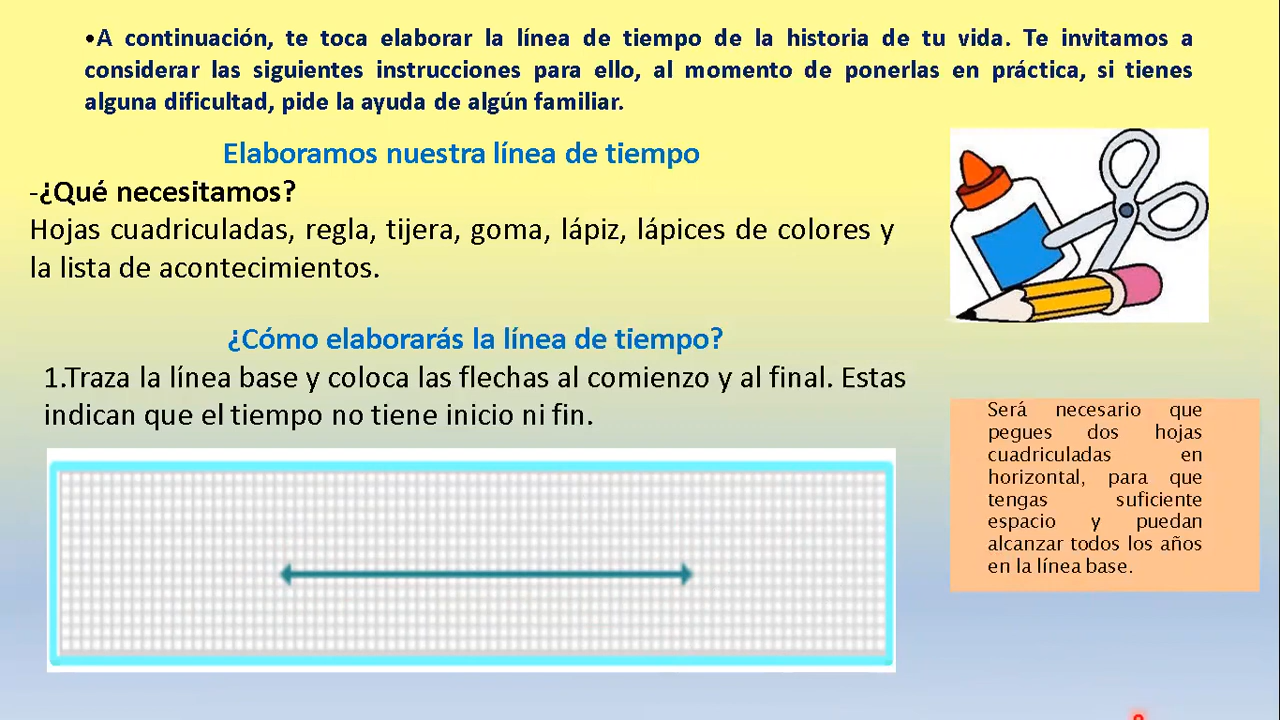 •A continuación, te toca elaborar la línea de tiempo de la historia de tu vida. Te invitamos a
considerar las siguientes instrucciones para ello, al momento de ponerlas en práctica, si tienes
alguna dificultad, pide la ayuda de algún familiar.
Elaboramos nuestra línea de tiempo
-¿Qué necesitamos?
Hojas cuadriculadas, regla, tijera, goma, lápiz, lápices de colores y
la lista de acontecimientos.
¿Cómo elaborarás la línea de tiempo?
1.Traza la línea base y coloca las flechas al comienzo y al final. Estas
indican que el tiempo no tiene inicio ni fin.
Será necesario que
pegues dos hojas
cuadriculadas en
horizontal, para que
tengas suficiente
espacio y puedan
alcanzar todos los años
en la línea base.